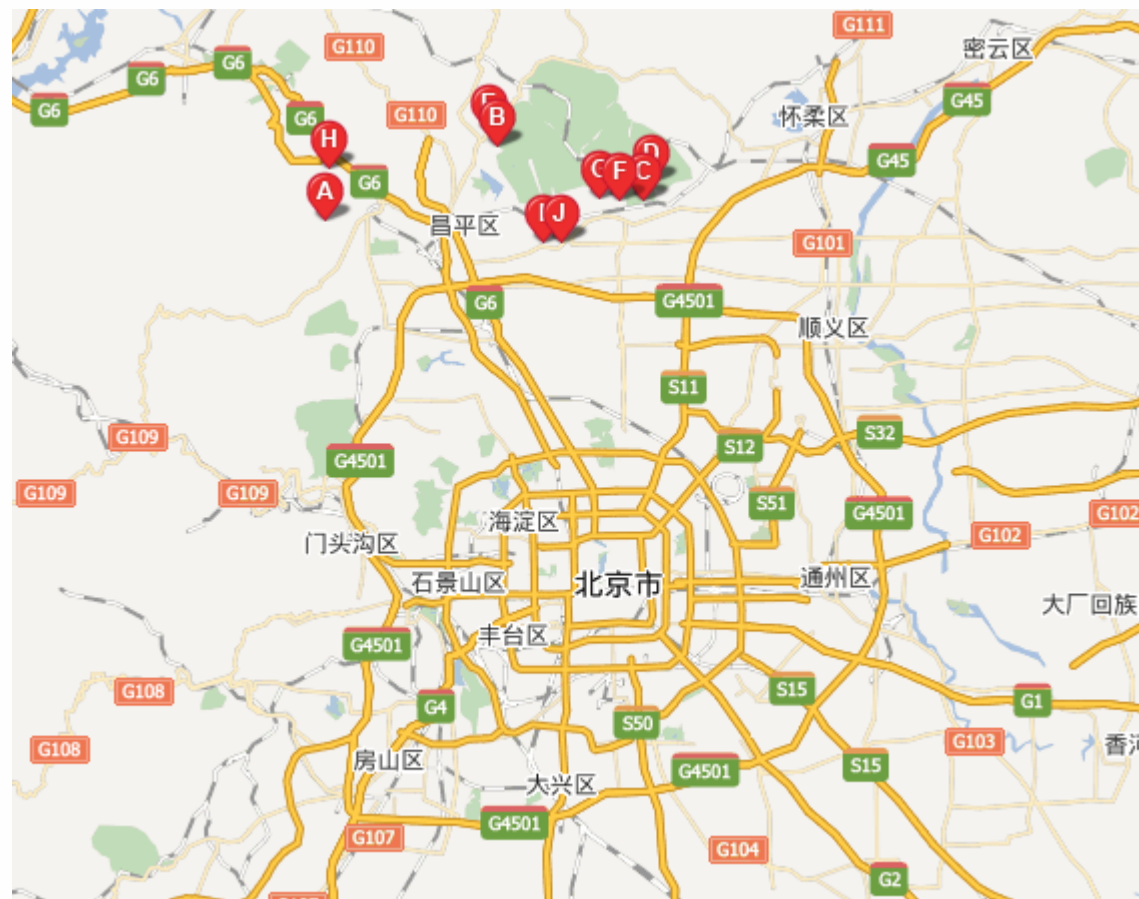 G111
G110
密云区
G6
G6
G6
G45
E
B
G6
G110
怀柔区
H
D
G45
G
F
C
G6
A
I
J
昌平区
G101
G6
G4501
顺义区
S11
G109
S12
S32
G4501
G109
G109
S51
G4501
G102
海淀区
G102
门头沟区
石景山区
北京市
通州区
大厂回族
丰台区
G4501
G108
S15
G4
S50
G1
G108
G103
香河
房山区
G4501
S15
大兴区
G4501
G107
G104
G2